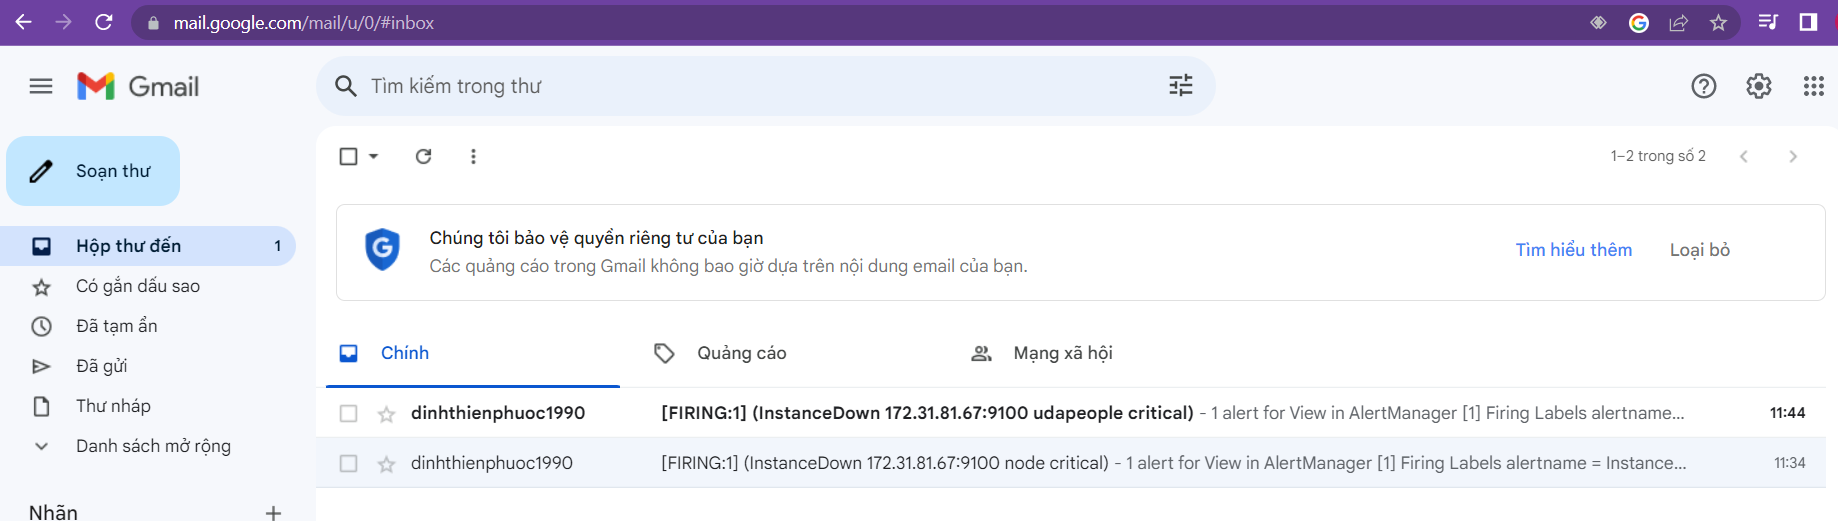 mail.google.com/mail/u/0/#inbox
Gmail
Tìm kiếm trong thư
Soạn thư
1–2 trong số 2
Hộp thư đến 1
Có gắn dấu sao
Đã tạm ẩn
Đã gửi
Thư nháp
Danh sách mở rộng
Nhãn
Chúng tôi bảo vệ quyền riêng tư của bạn
Các quảng cáo trong Gmail không bao giờ dựa trên nội dung email của bạn.
Tìm hiểu thêm Loại bỏ
Chính Quảng cáo Mạng xã hội
dinhthienphuoc1990 [FIRING:1] (InstanceDown 172.31.81.67:9100 udapeople critical) - 1 alert for View in AlertManager [1] Firing Labels alertname... 11:44
dinhthienphuoc1990 [FIRING:1] (InstanceDown 172.31.81.67:9100 node critical) - 1 alert for View in AlertManager [1] Firing Labels alertname = Instance... 11:34